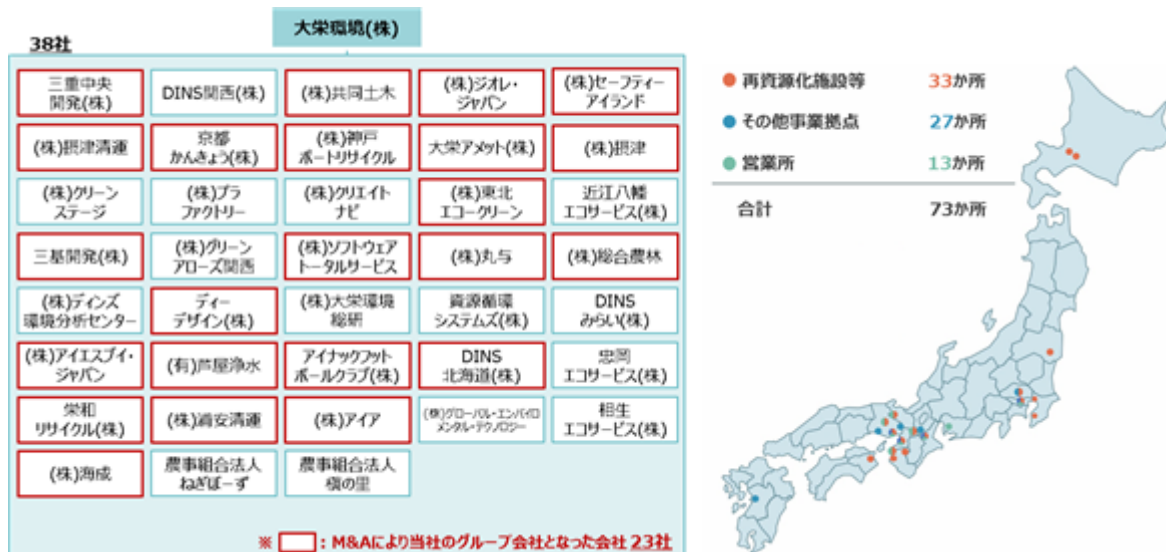 大栄環境(株)
38社
三重中央
開発(株)
DINS関西(株)
(株)共同土木
(株)ジオレ・
ジャパン
(株)セーフティー
アイランド
(株)摂津清運
京都
かんきょう(株)
(株)神戸
ポートリサイクル
大栄アメット(株)
(株)摂津
(株)クリーン
ステージ
(株)プラ
ファクトリー
(株)クリエイト
ナビ
(株)東北
エコークリーン
近江八幡
エコサービス(株)
三基開発(株)
(株)グリーン
アローズ関西
(株)ソフトウェア
トータルサービス
(株)丸与
(株)総合農林
(株)ディンズ
環境分析センター
ディー
デザイン(株)
(株)大栄環境
総研
資源循環
システムズ(株)
DINS
みらい(株)
(株)アイエスブイ・
ジャパン
(有)芦屋浄水
アイナックフット
ボールクラブ(株)
DINS
北海道(株)
忠岡
エコサービス(株)
栄和
リサイクル(株)
(株)浦安清運
(株)アイア
(株)グローバル・エンバイロ
メンタル・テクノロジー
相生
エコサービス(株)
(株)海成
農事組合法人
ねぎぼーず
農事組合法人
槇の里
※ : M&Aにより当社のグループ会社となった会社 23社
再資源化施設等 33か所
その他事業拠点 27か所
営業所 13か所
合計 73か所